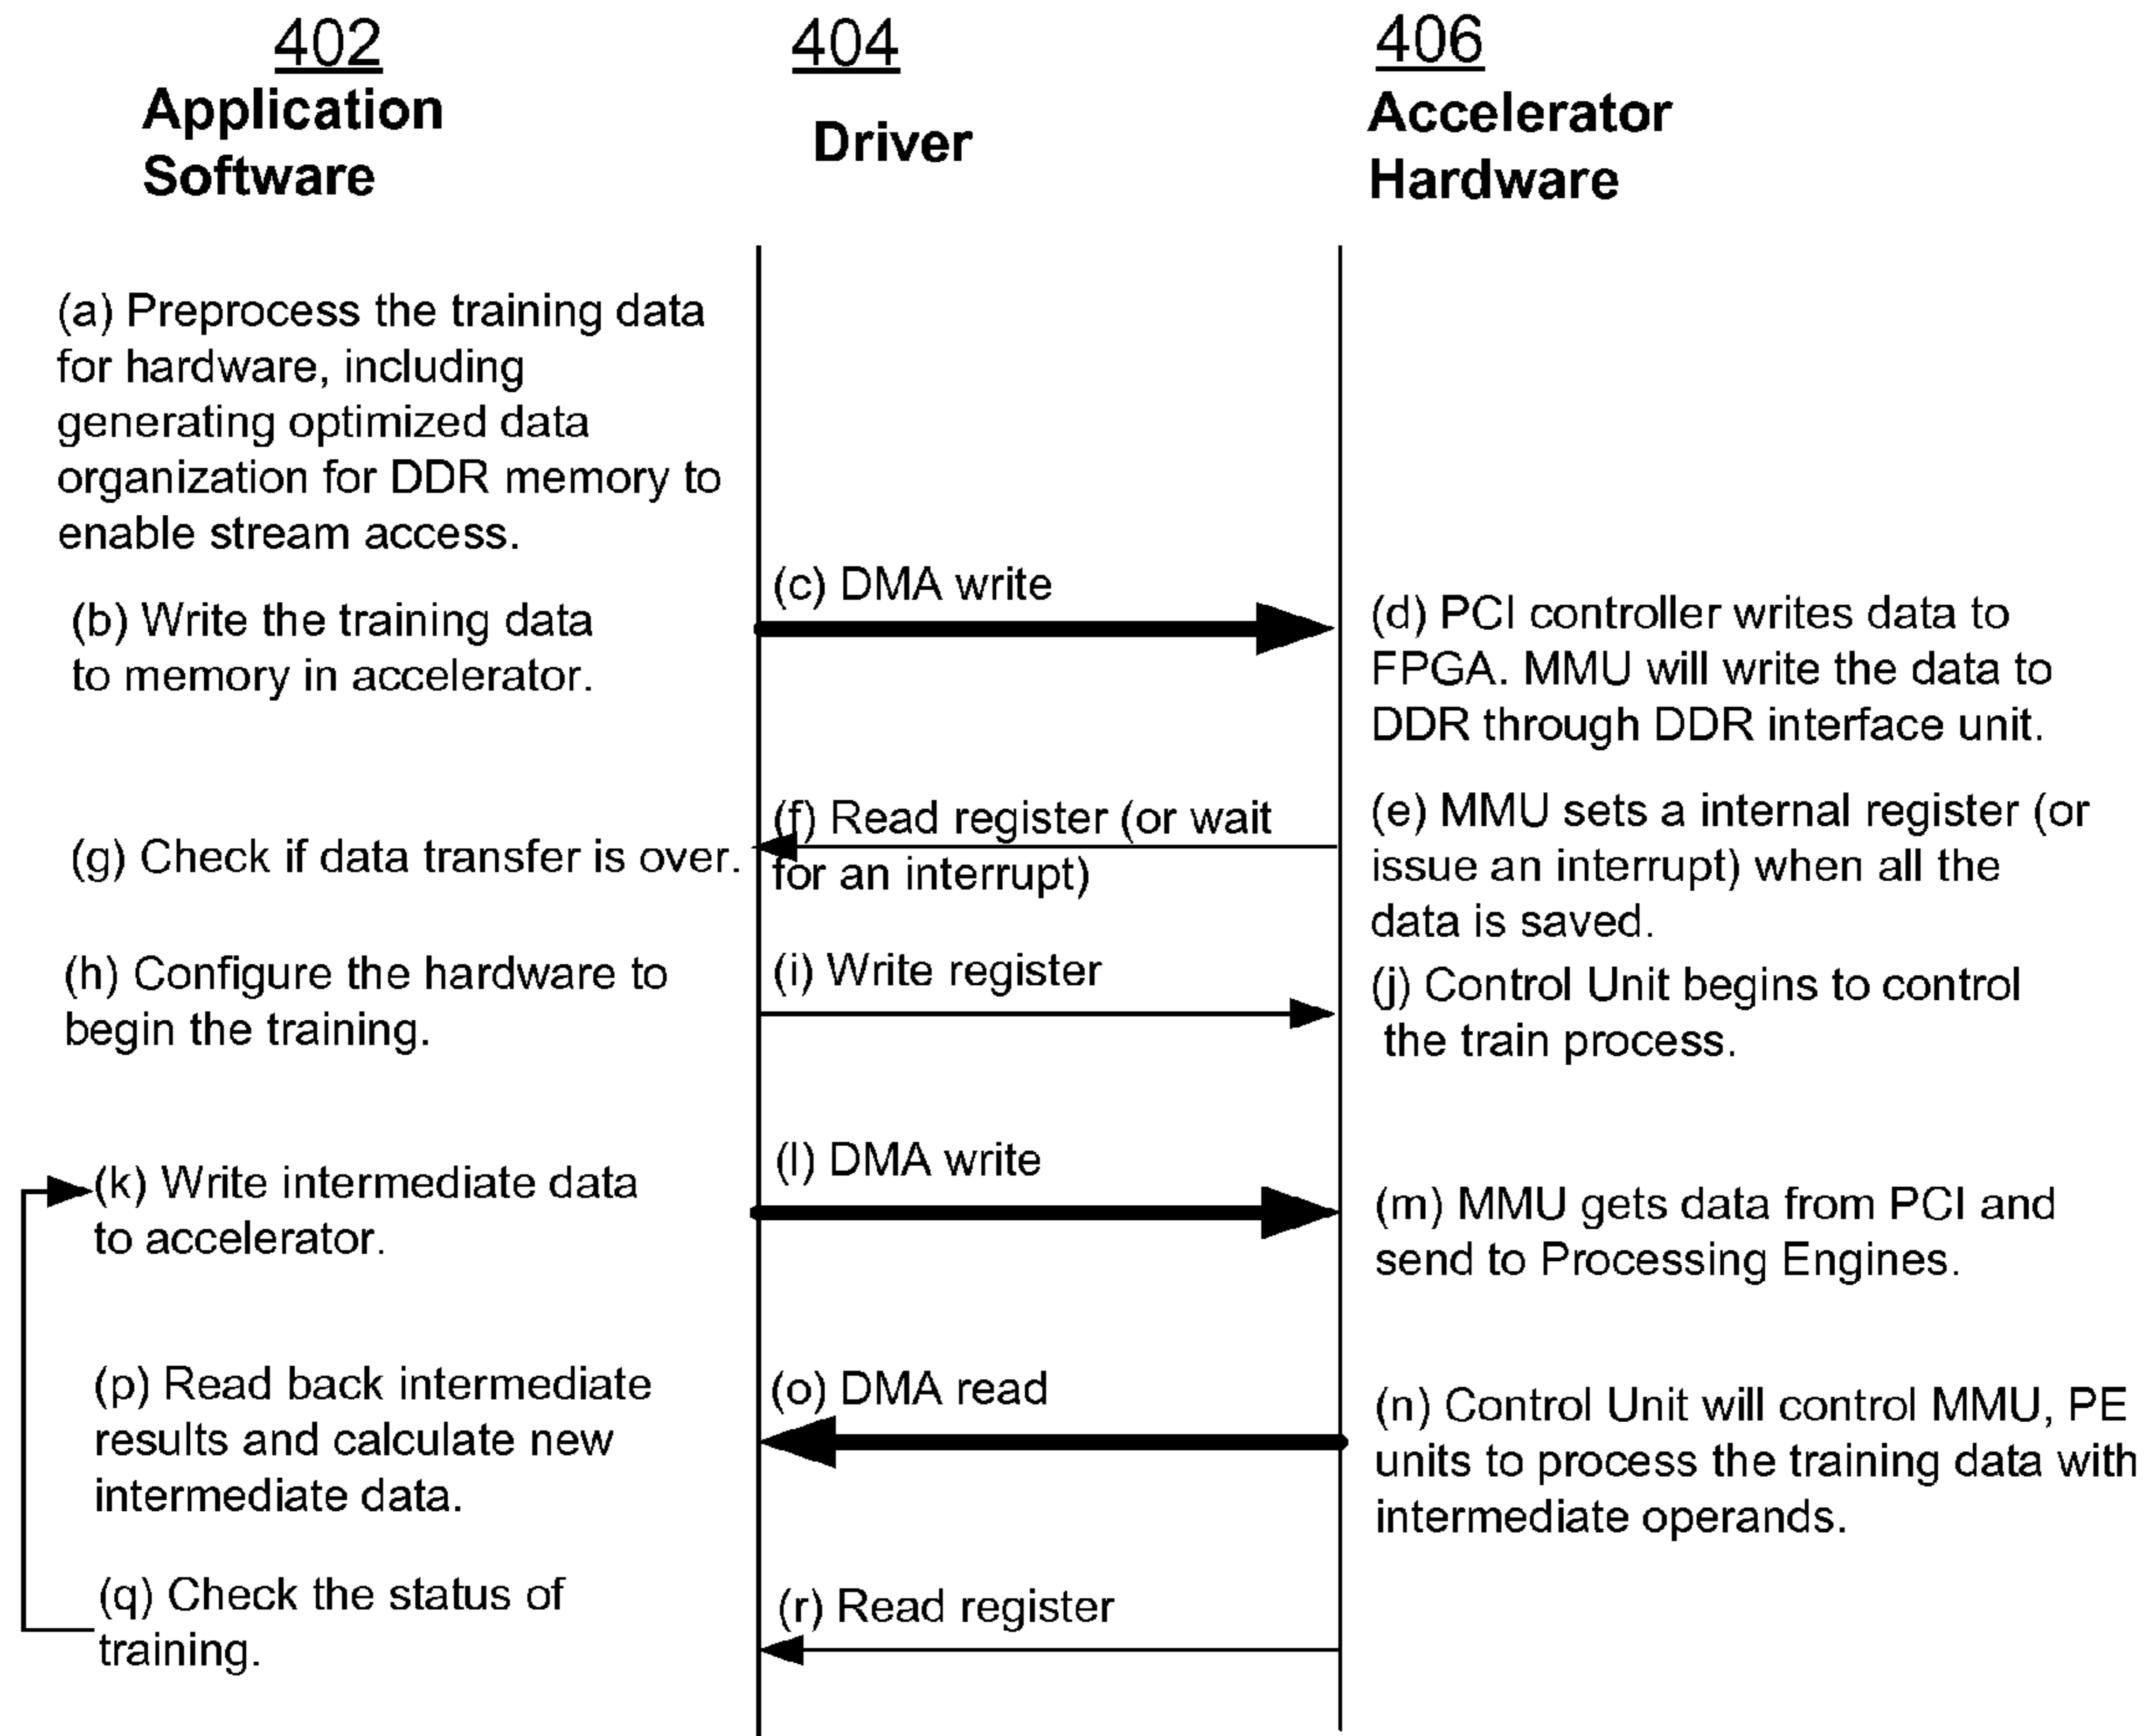 402
Application
Software
404
Driver
406
Accelerator
Hardware
(a) Preprocess the training data
for hardware, including
generating optimized data
organization for DDR memory to
enable stream access.
(b) Write the training data
to memory in accelerator.
(c) DMA write
(d) PCI controller writes data to
FPGA. MMU will write the data to
DDR through DDR interface unit.
(e) MMU sets a internal register (or
issue an interrupt) when all the
data is saved.
(f) Read register (or wait
for an interrupt)
(g) Check if data transfer is over.
(h) Configure the hardware to
begin the training.
(i) Write register
(j) Control Unit begins to control
the train process.
(k) Write intermediate data
to accelerator.
(l) DMA write
(m) MMU gets data from PCI and
send to Processing Engines.
(n) Control Unit will control MMU, PE
units to process the training data with
intermediate operands.
(o) DMA read
(p) Read back intermediate
results and calculate new
intermediate data.
(q) Check the status of
training.
(r) Read register